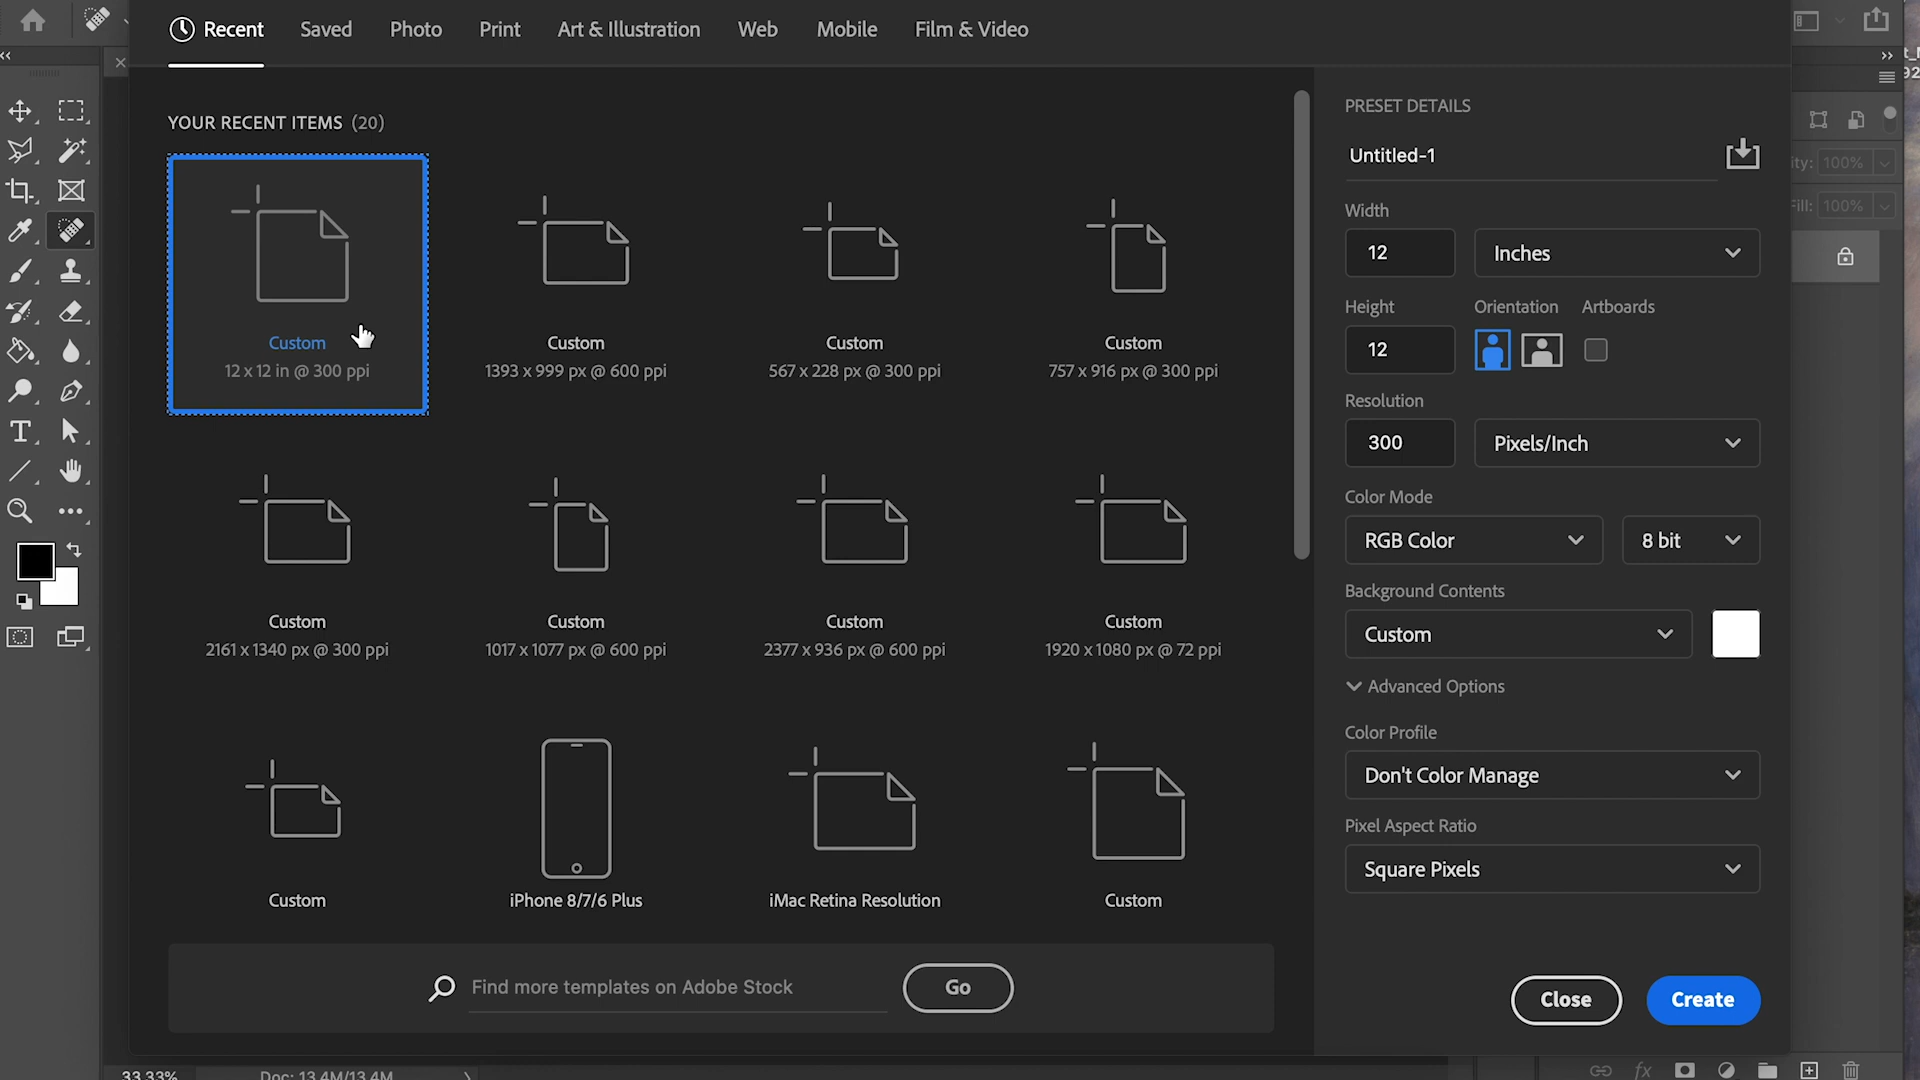 Recent
Saved
Photo
Print
Art & Illustration
Web
Mobile
Film & Video
YOUR RECENT ITEMS (20)
Custom
12 x 12 in @ 300 ppi
Custom
1393 x 999 px @ 600 ppi
Custom
567 x 228 px @ 300 ppi
Custom
757 x 916 px @ 300 ppi
Custom
2161 x 1340 px @ 300 ppi
Custom
1017 x 1077 px @ 600 ppi
Custom
2377 x 936 px @ 600 ppi
Custom
1920 x 1080 px @ 72 ppi
Custom
iPhone 8/7/6 Plus
iMac Retina Resolution
Custom
Find more templates on Adobe Stock
Go
PRESET DETAILS
Untitled-1
Width
12
Inches
Height
Orientation
Artboards
12
Resolution
300
Pixels/Inch
Color Mode
RGB Color
8 bit
Background Contents
Custom
Advanced Options
Color Profile
Don't Color Manage
Pixel Aspect Ratio
Square Pixels
Close
Create
100%
Fill: 100%
33.33%
Doc: 13.4M/13.4M
fx